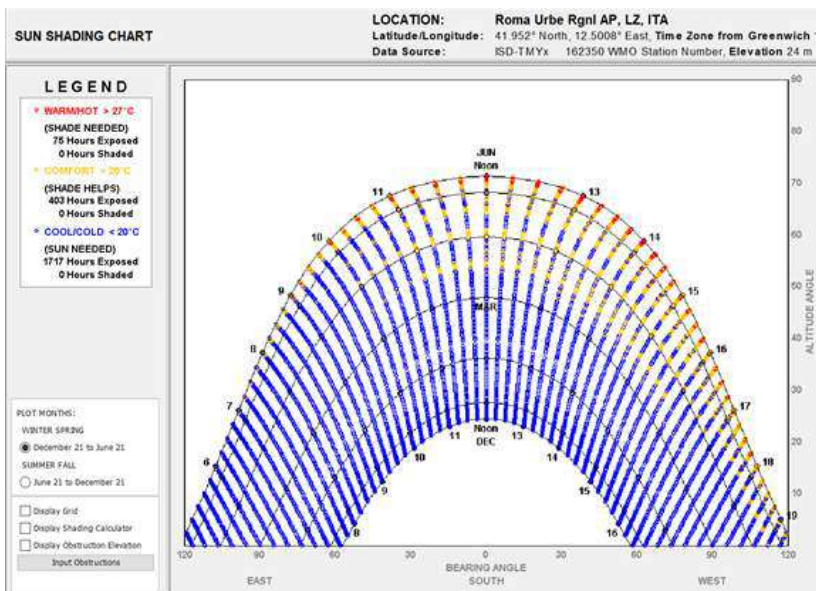 SUN SHADING CHART
LOCATION: Roma Urbe Rgnl AP, LZ, ITA
Latitude/Longitude: 41.952° North, 12.5008° East, Time Zone from Greenwich 1
Data Source: ISD-TMYx 162350 WMO Station Number, Elevation 24 m
LEGEND
WARM/HOT > 27°C
(SHADE NEEDED)
75 Hours Exposed
0 Hours Shaded
COMFORT > 20°C
(SHADE HELPS)
403 Hours Exposed
0 Hours Shaded
COOL/COLD < 20°C
(SUN NEEDED)
1717 Hours Exposed
0 Hours Shaded
PLOT MONTHS:
WINTER SPRING
December 21 to June 21
SUMMER FALL
June 21 to December 21
Display Grid
Display Shading Calculator
Display Obstruction Elevation
Input Obstructions
90
80
70
60
50
40
30
20
10
ALTITUDE ANGLE
JUN
Noon
11
13
10
14
9
15
8
16
7
17
6
18
19
MAR
Noon
DEC
11
13
10
14
9
15
8
16
120 90 60 30 0 30 60 90 120
BEARING ANGLE
EAST SOUTH WEST